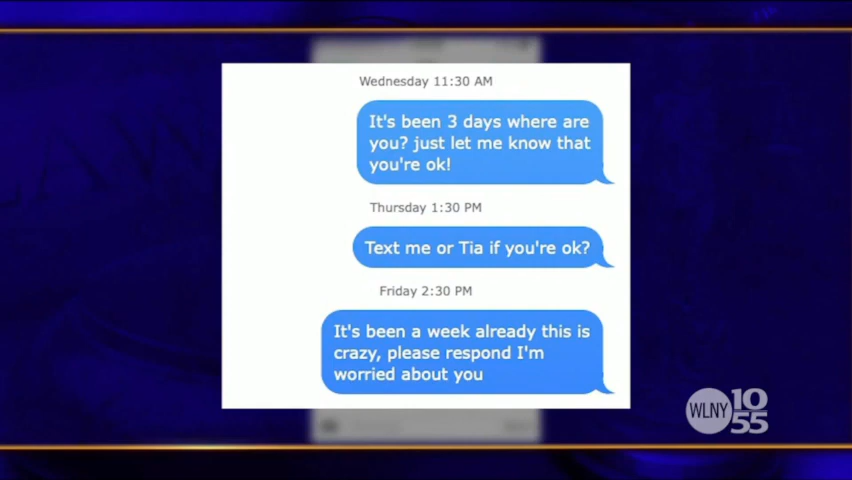 Wednesday 11:30 AM
It's been 3 days where are
you? just let me know that
you're ok!
Thursday 1:30 PM
Text me or Tia if you're ok?
Friday 2:30 PM
It's been a week already this is
crazy, please respond I'm
worried about you
WLNY
10
55